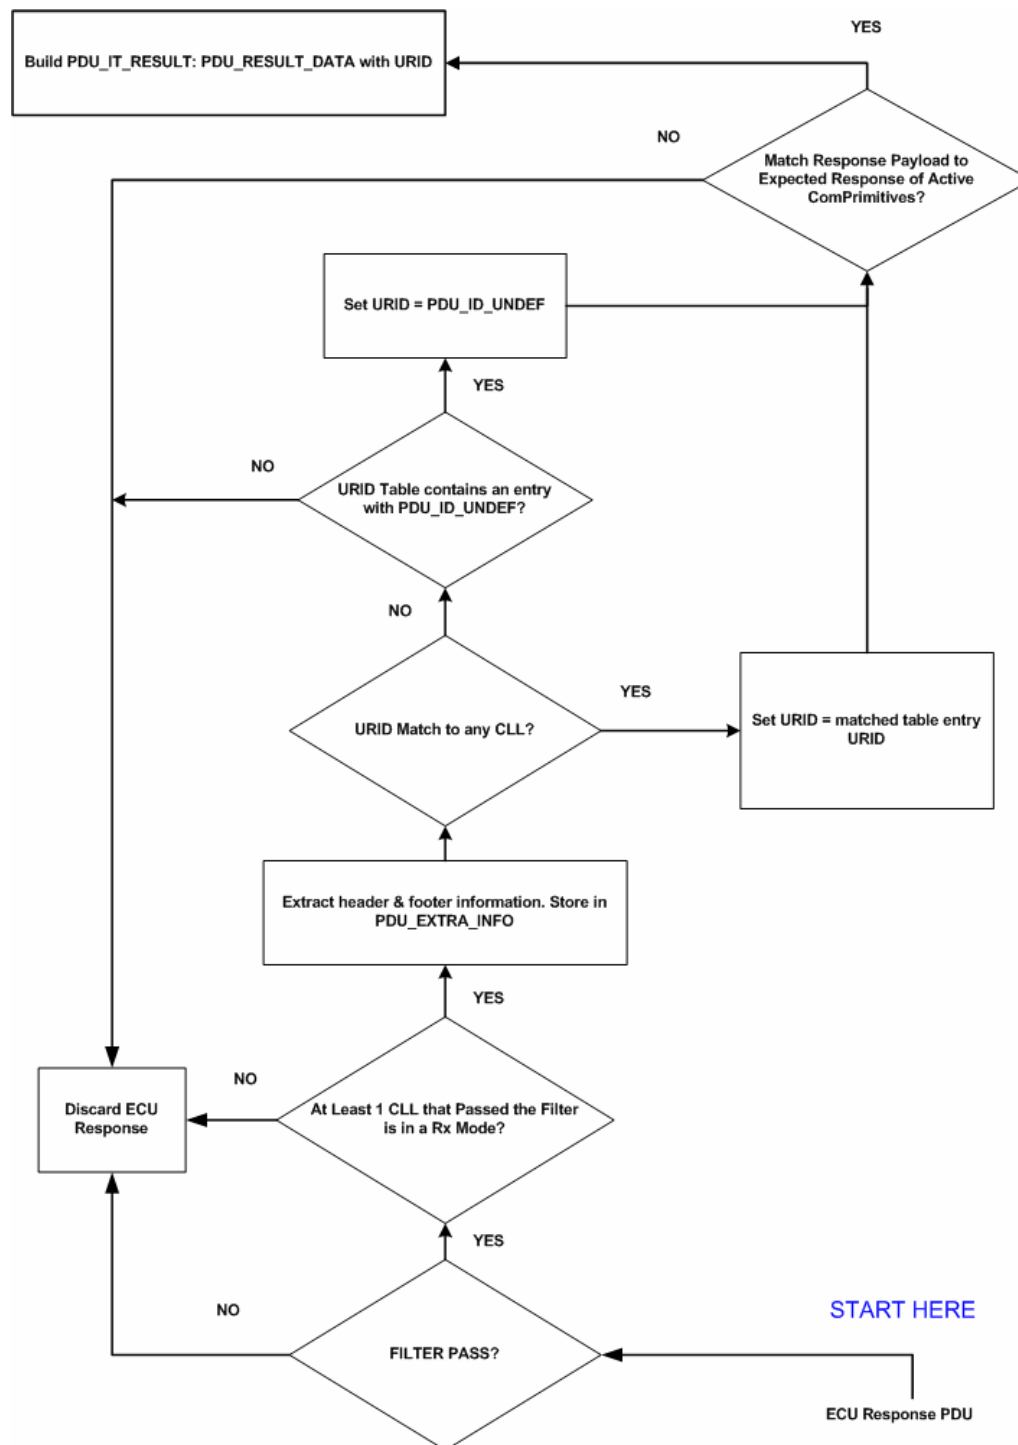 YES
Build PDU_IT_RESULT: PDU_RESULT_DATA with URID
NO
Match Response Payload to
Expected Response of Active
ComPrimitives?
Set URID = PDU_ID_UNDEF
YES
NO
URID Table contains an entry
with PDU_ID_UNDEF?
NO
YES
URID Match to any CLL?
Set URID = matched table entry
URID
Extract header & footer information. Store in
PDU_EXTRA_INFO
YES
NO
At Least 1 CLL that Passed the Filter
is in a Rx Mode?
Discard ECU
Response
YES
NO
START HERE
FILTER PASS?
ECU Response PDU